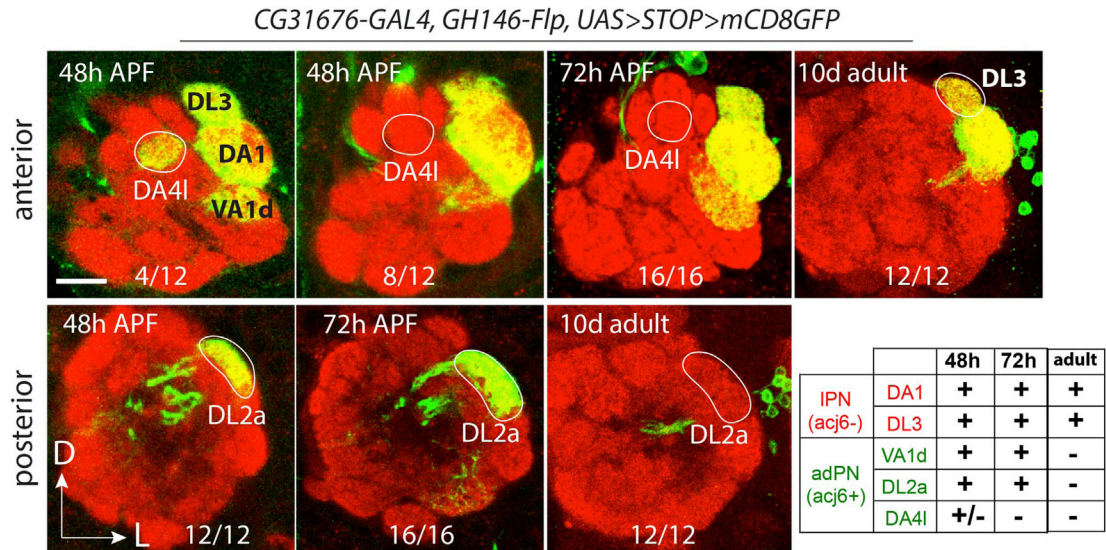 CG31676-GAL4, GH146-Flp, UAS>STOP>mCD8GFP
anterior
48h APF
DL3
DA1
DA4l
VA1d
4/12
48h APF
DA4l
8/12
72h APF
DA4l
16/16
10d adult
DL3
12/12
posterior
48h APF
DL2a
D
L
12/12
72h APF
DL2a
16/16
10d adult
DL2a
12/12
48h 72h adult
lPN (acj6-) DA1 + + +
DL3 + + +
adPN (acj6+) VA1d + + -
DL2a + + -
DA4l +/- - -